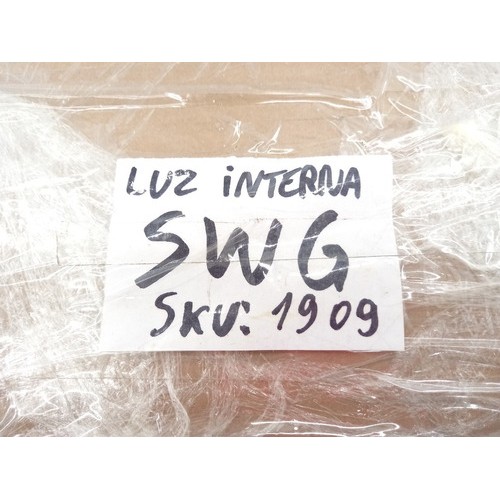 LUZ iNTERNA
SWG
SKU: 1909